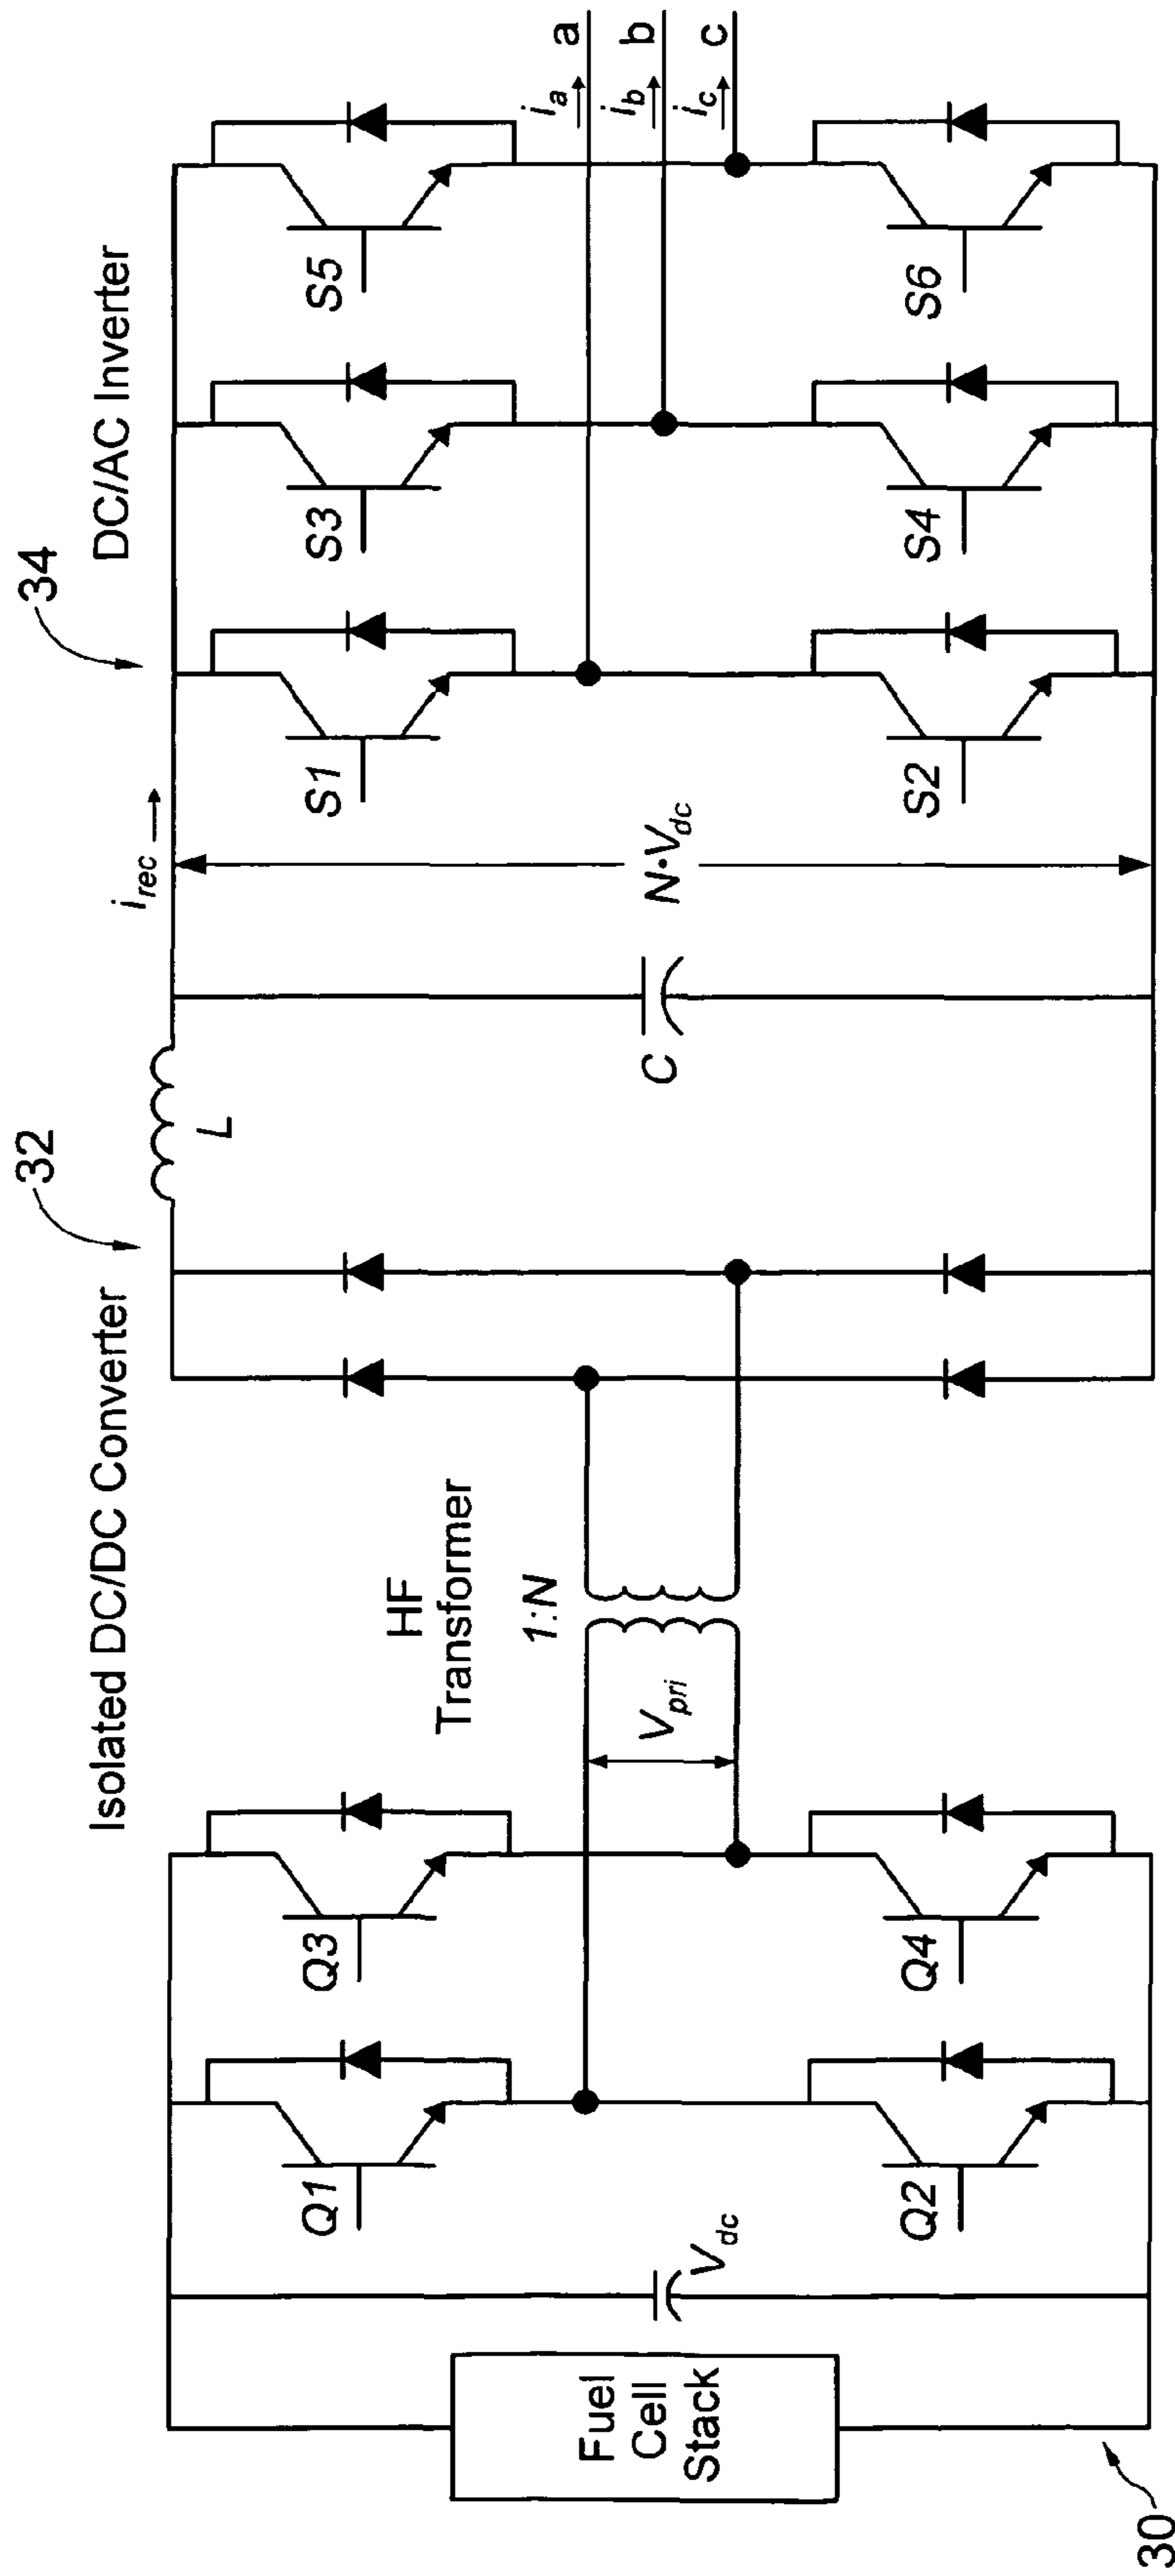 Isolated DC/DC Converter
32
34
DC/AC Inverter
HF
Transformer
1:N
V_pri
Q1
Q3
Q2
Q4
Fuel
Cell
Stack
V_dc
30
L
C
i_rec
N·V_dc
S1
S3
S5
S2
S4
S6
i_a a
i_b b
i_c c